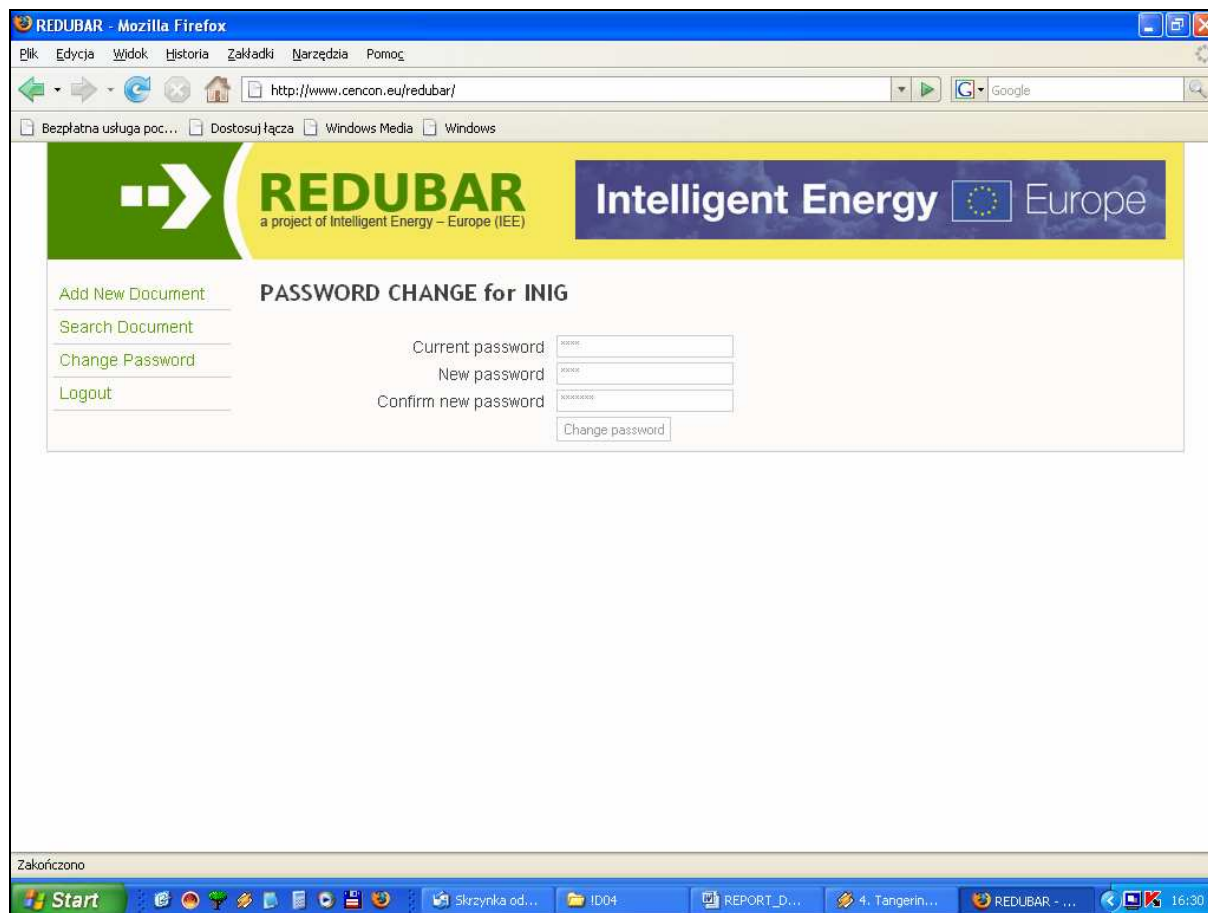 REDUBAR - Mozilla Firefox
Plik Edycja Widok Historia Zakładki Narzędzia Pomoc
http://www.cencon.eu/redubar/ G Google
Bezpłatna usługa poc... Dostosuj łącza Windows Media Windows
REDUBAR
a project of Intelligent Energy – Europe (IEE)
Intelligent Energy Europe
Add New Document
Search Document
Change Password
Logout
PASSWORD CHANGE for INIG
Current password ****
New password ****
Confirm new password *******
Change password
Zakończono
Start Skrzynka od... !D04 REPORT_D... 4. Tangerin... REDUBAR - ... 16:30